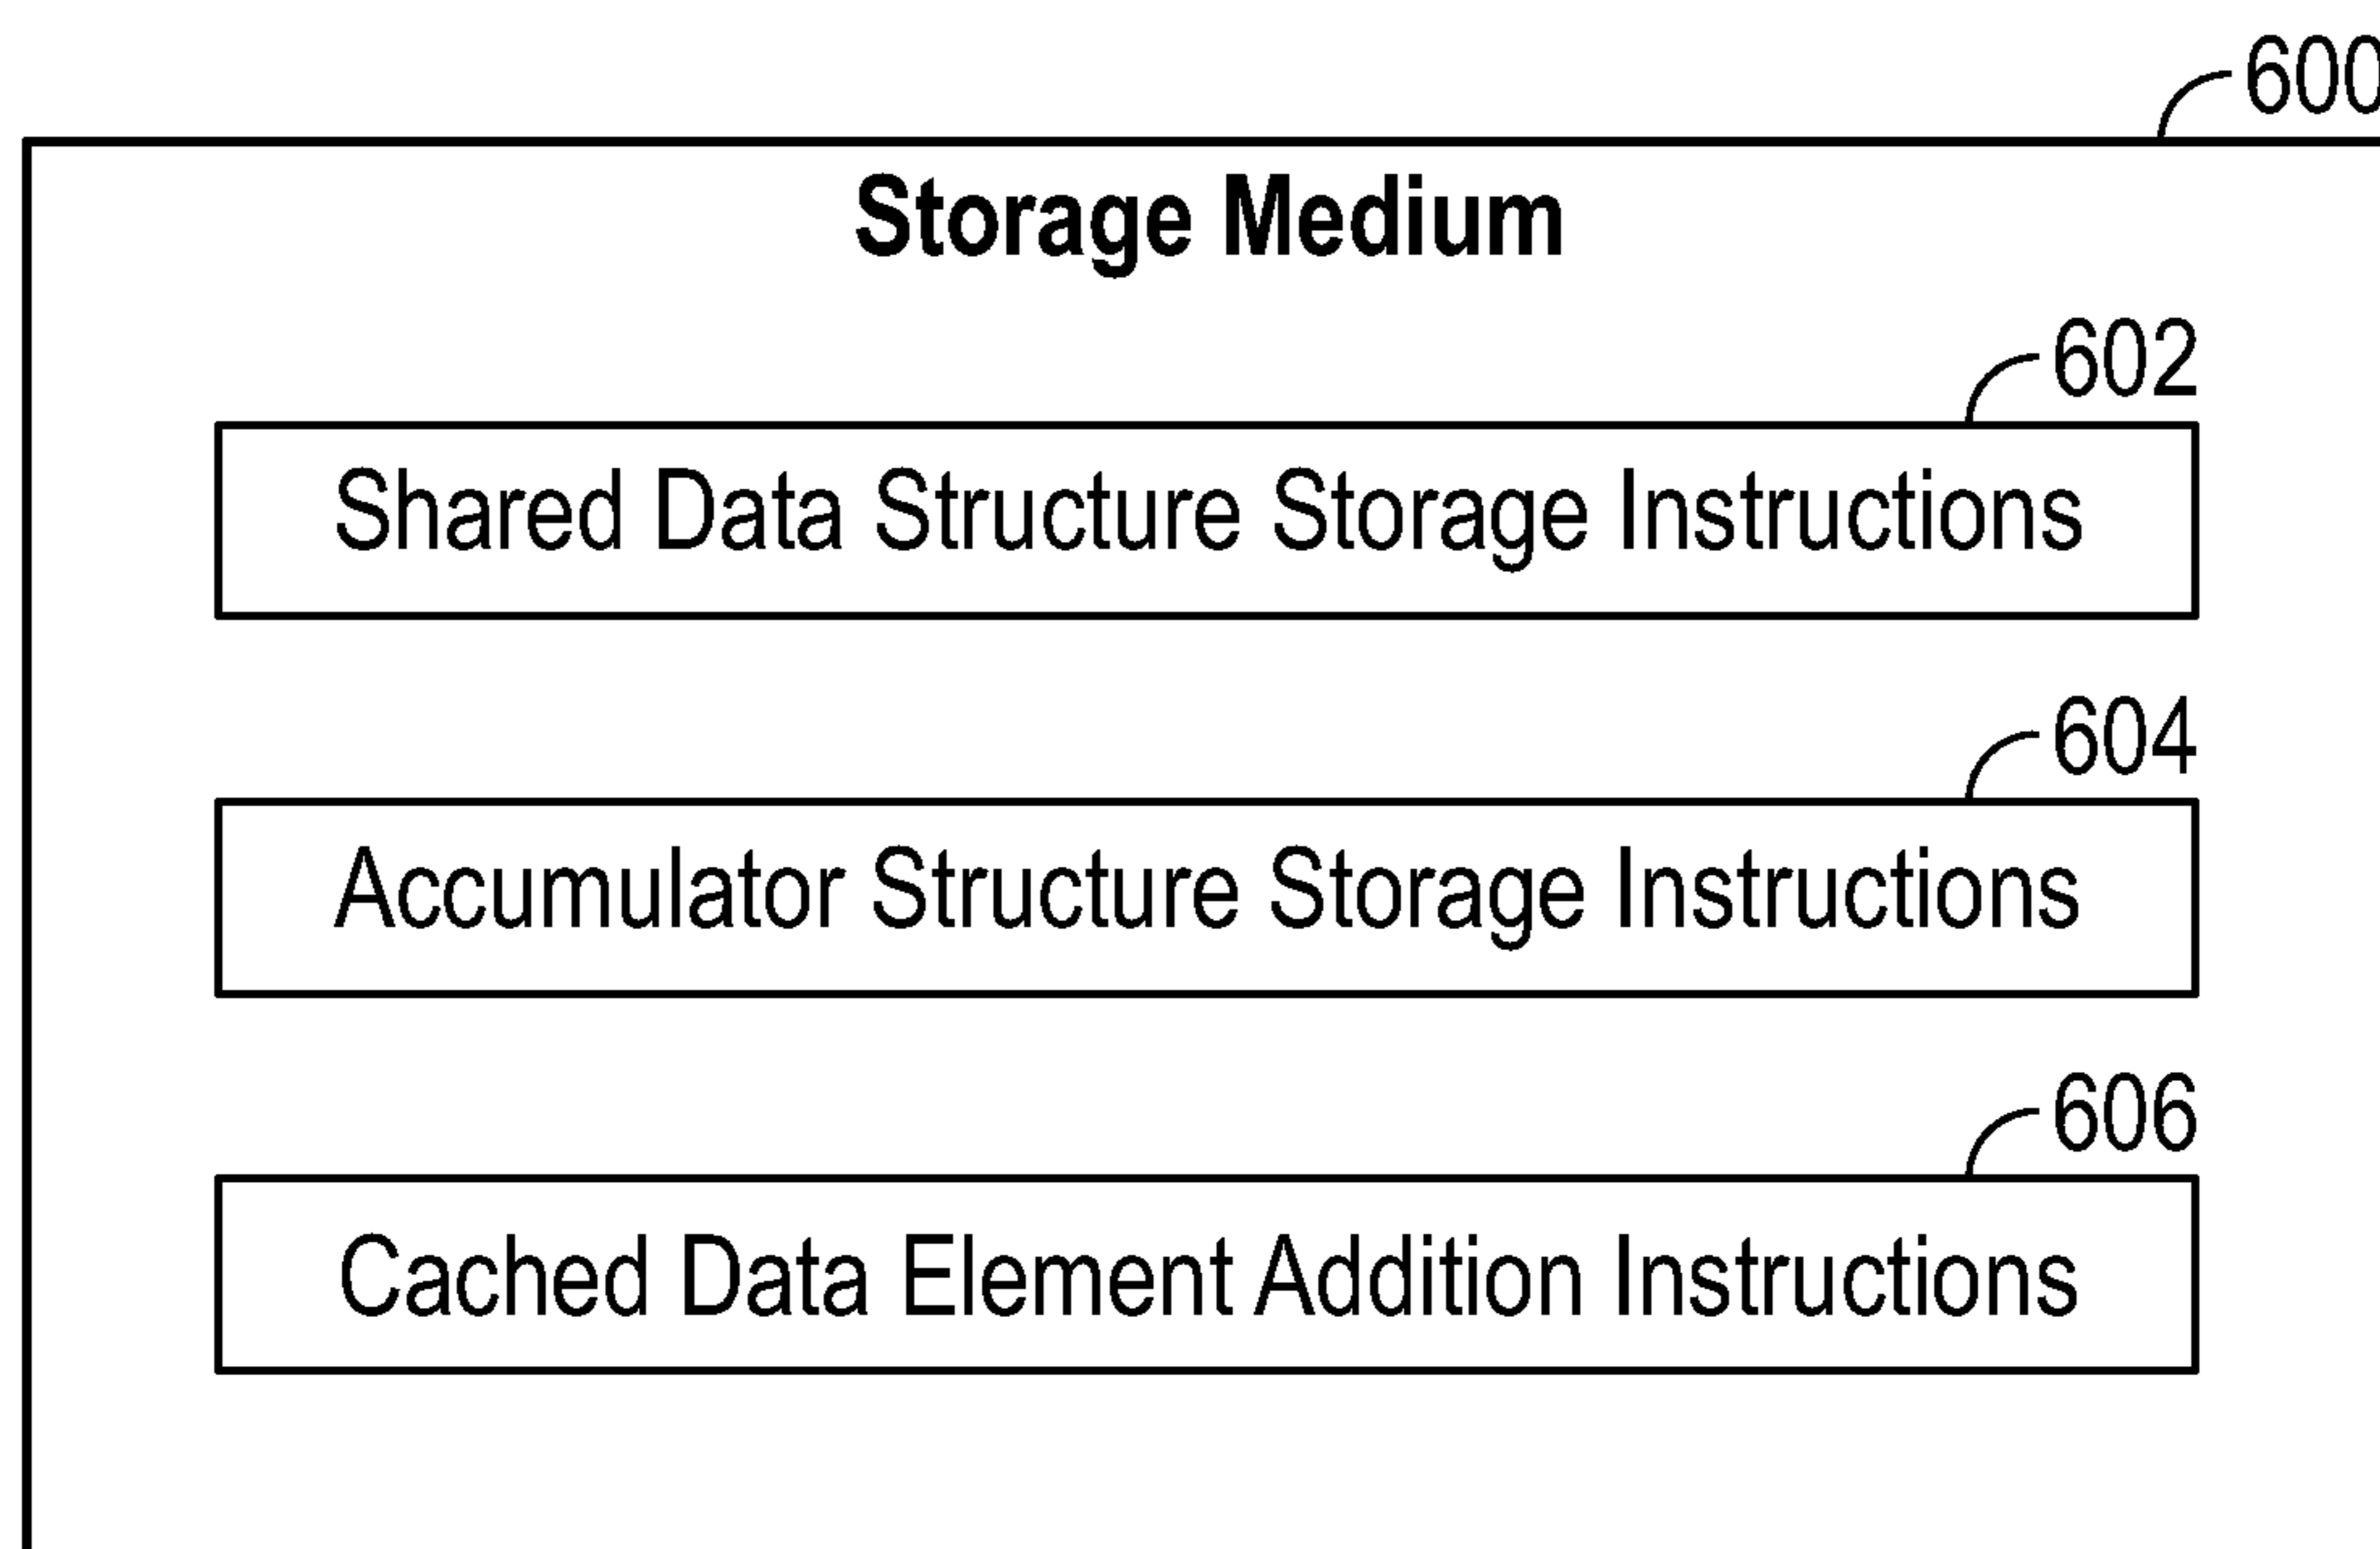 600
Storage Medium
602
Shared Data Structure Storage Instructions
604
Accumulator Structure Storage Instructions
606
Cached Data Element Addition Instructions